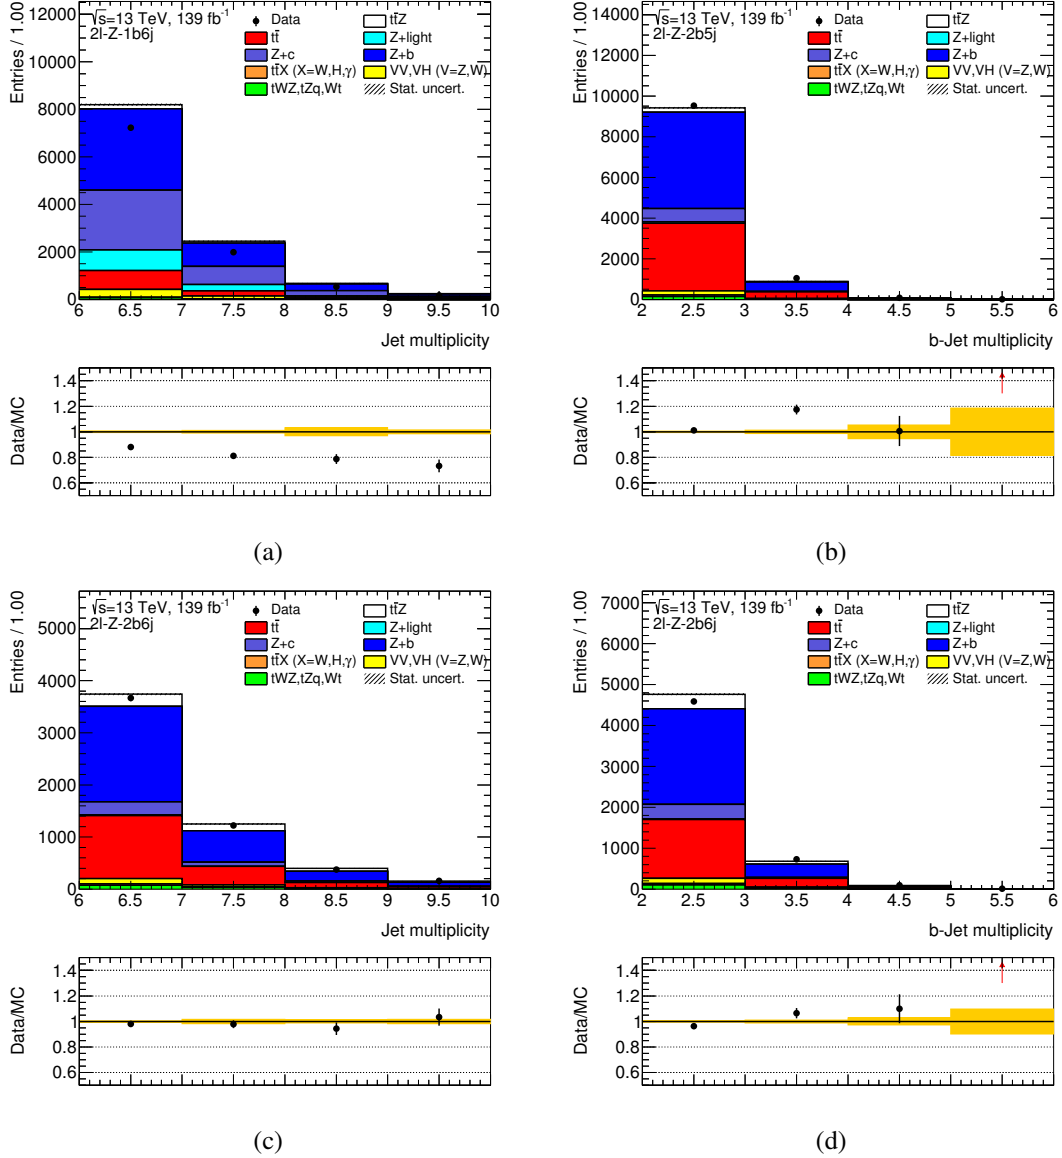 Entries / 1.00
12000
10000
8000
6000
4000
2000
0
√s=13 TeV, 139 fb⁻¹
2l-Z-1b6j
Data
tt̄Z
tt̄
Z+light
Z+c
Z+b
tt̄X (X=W,H,γ)
VV,VH (V=Z,W)
tWZ,tZq,Wt
Stat. uncert.
6 6.5 7 7.5 8 8.5 9 9.5 10
Jet multiplicity
Data/MC
1.4
1.2
1
0.8
0.6
(a)
Entries / 1.00
14000
12000
10000
8000
6000
4000
2000
0
√s=13 TeV, 139 fb⁻¹
2l-Z-2b5j
Data
tt̄Z
tt̄
Z+light
Z+c
Z+b
tt̄X (X=W,H,γ)
VV,VH (V=Z,W)
tWZ,tZq,Wt
Stat. uncert.
2 2.5 3 3.5 4 4.5 5 5.5 6
b-Jet multiplicity
Data/MC
1.4
1.2
1
0.8
0.6
(b)
Entries / 1.00
5000
4000
3000
2000
1000
0
√s=13 TeV, 139 fb⁻¹
2l-Z-2b6j
Data
tt̄Z
tt̄
Z+light
Z+c
Z+b
tt̄X (X=W,H,γ)
VV,VH (V=Z,W)
tWZ,tZq,Wt
Stat. uncert.
6 6.5 7 7.5 8 8.5 9 9.5 10
Jet multiplicity
Data/MC
1.4
1.2
1
0.8
0.6
(c)
Entries / 1.00
7000
6000
5000
4000
3000
2000
1000
0
√s=13 TeV, 139 fb⁻¹
2l-Z-2b6j
Data
tt̄Z
tt̄
Z+light
Z+c
Z+b
tt̄X (X=W,H,γ)
VV,VH (V=Z,W)
tWZ,tZq,Wt
Stat. uncert.
2 2.5 3 3.5 4 4.5 5 5.5 6
b-Jet multiplicity
Data/MC
1.4
1.2
1
0.8
0.6
(d)